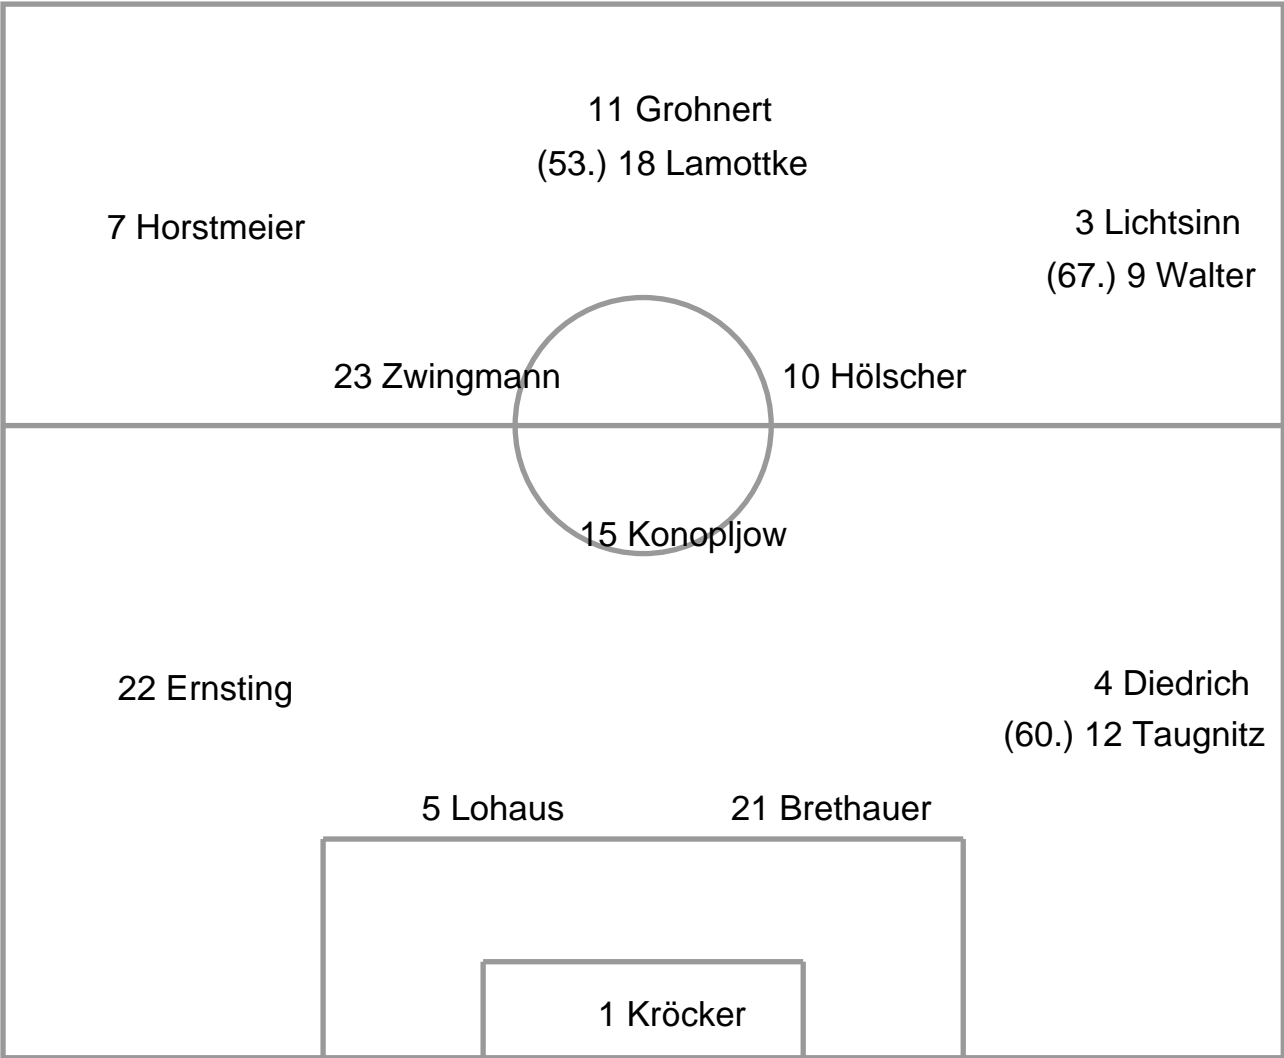 11 Grohnert
(53.) 18 Lamottke
7 Horstmeier
3 Lichtsinn
(67.) 9 Walter
23 Zwingmann
10 Hölscher
15 Konopljow
22 Ernsting
4 Diedrich
(60.) 12 Taugnitz
5 Lohaus
21 Brethauer
1 Kröcker